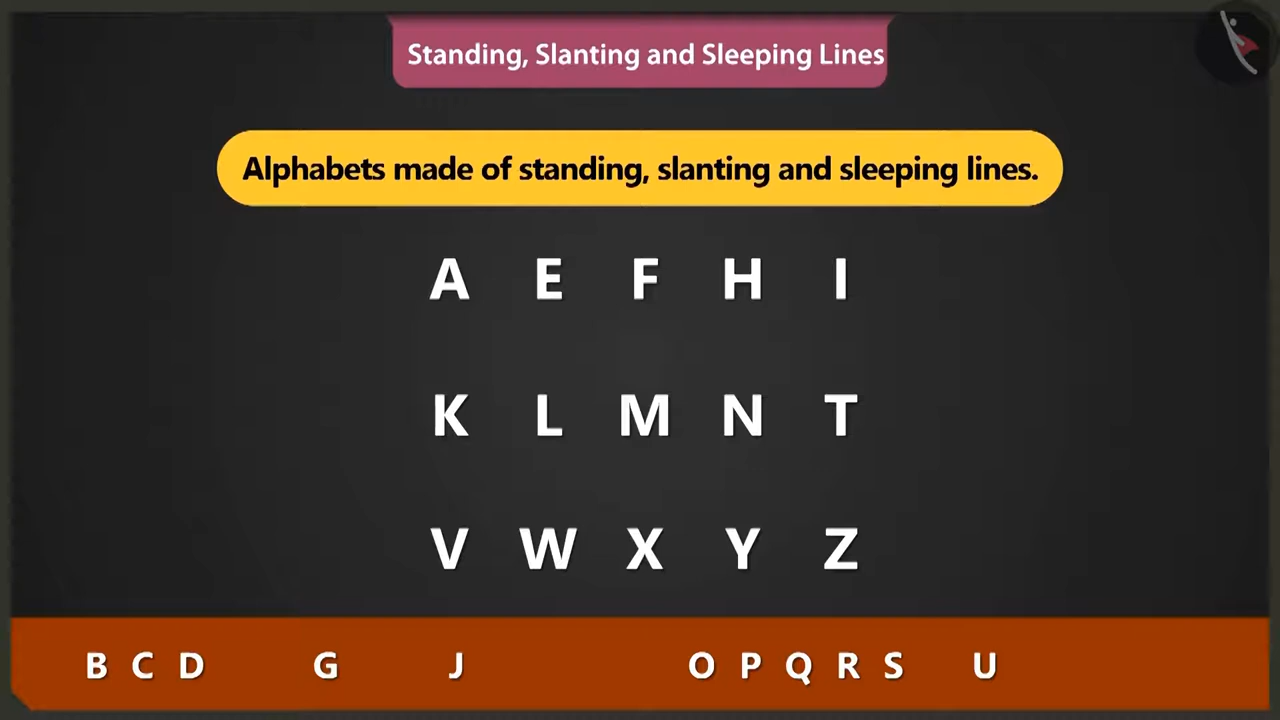 Standing, Slanting and Sleeping Lines
Alphabets made of standing, slanting and sleeping lines.
A E F H I
K L M N T
V W X Y Z
B C D G J O P Q R S U